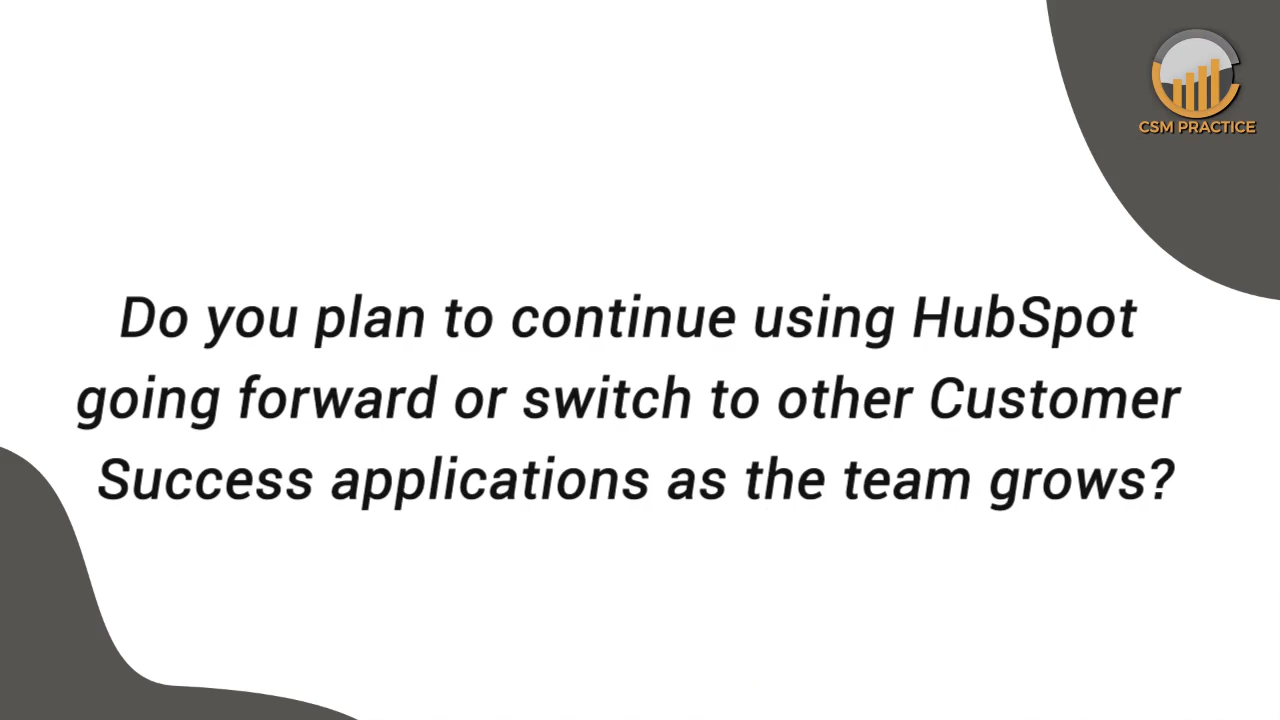 CSM PRACTICE
Do you plan to continue using HubSpot
going forward or switch to other Customer
Success applications as the team grows?